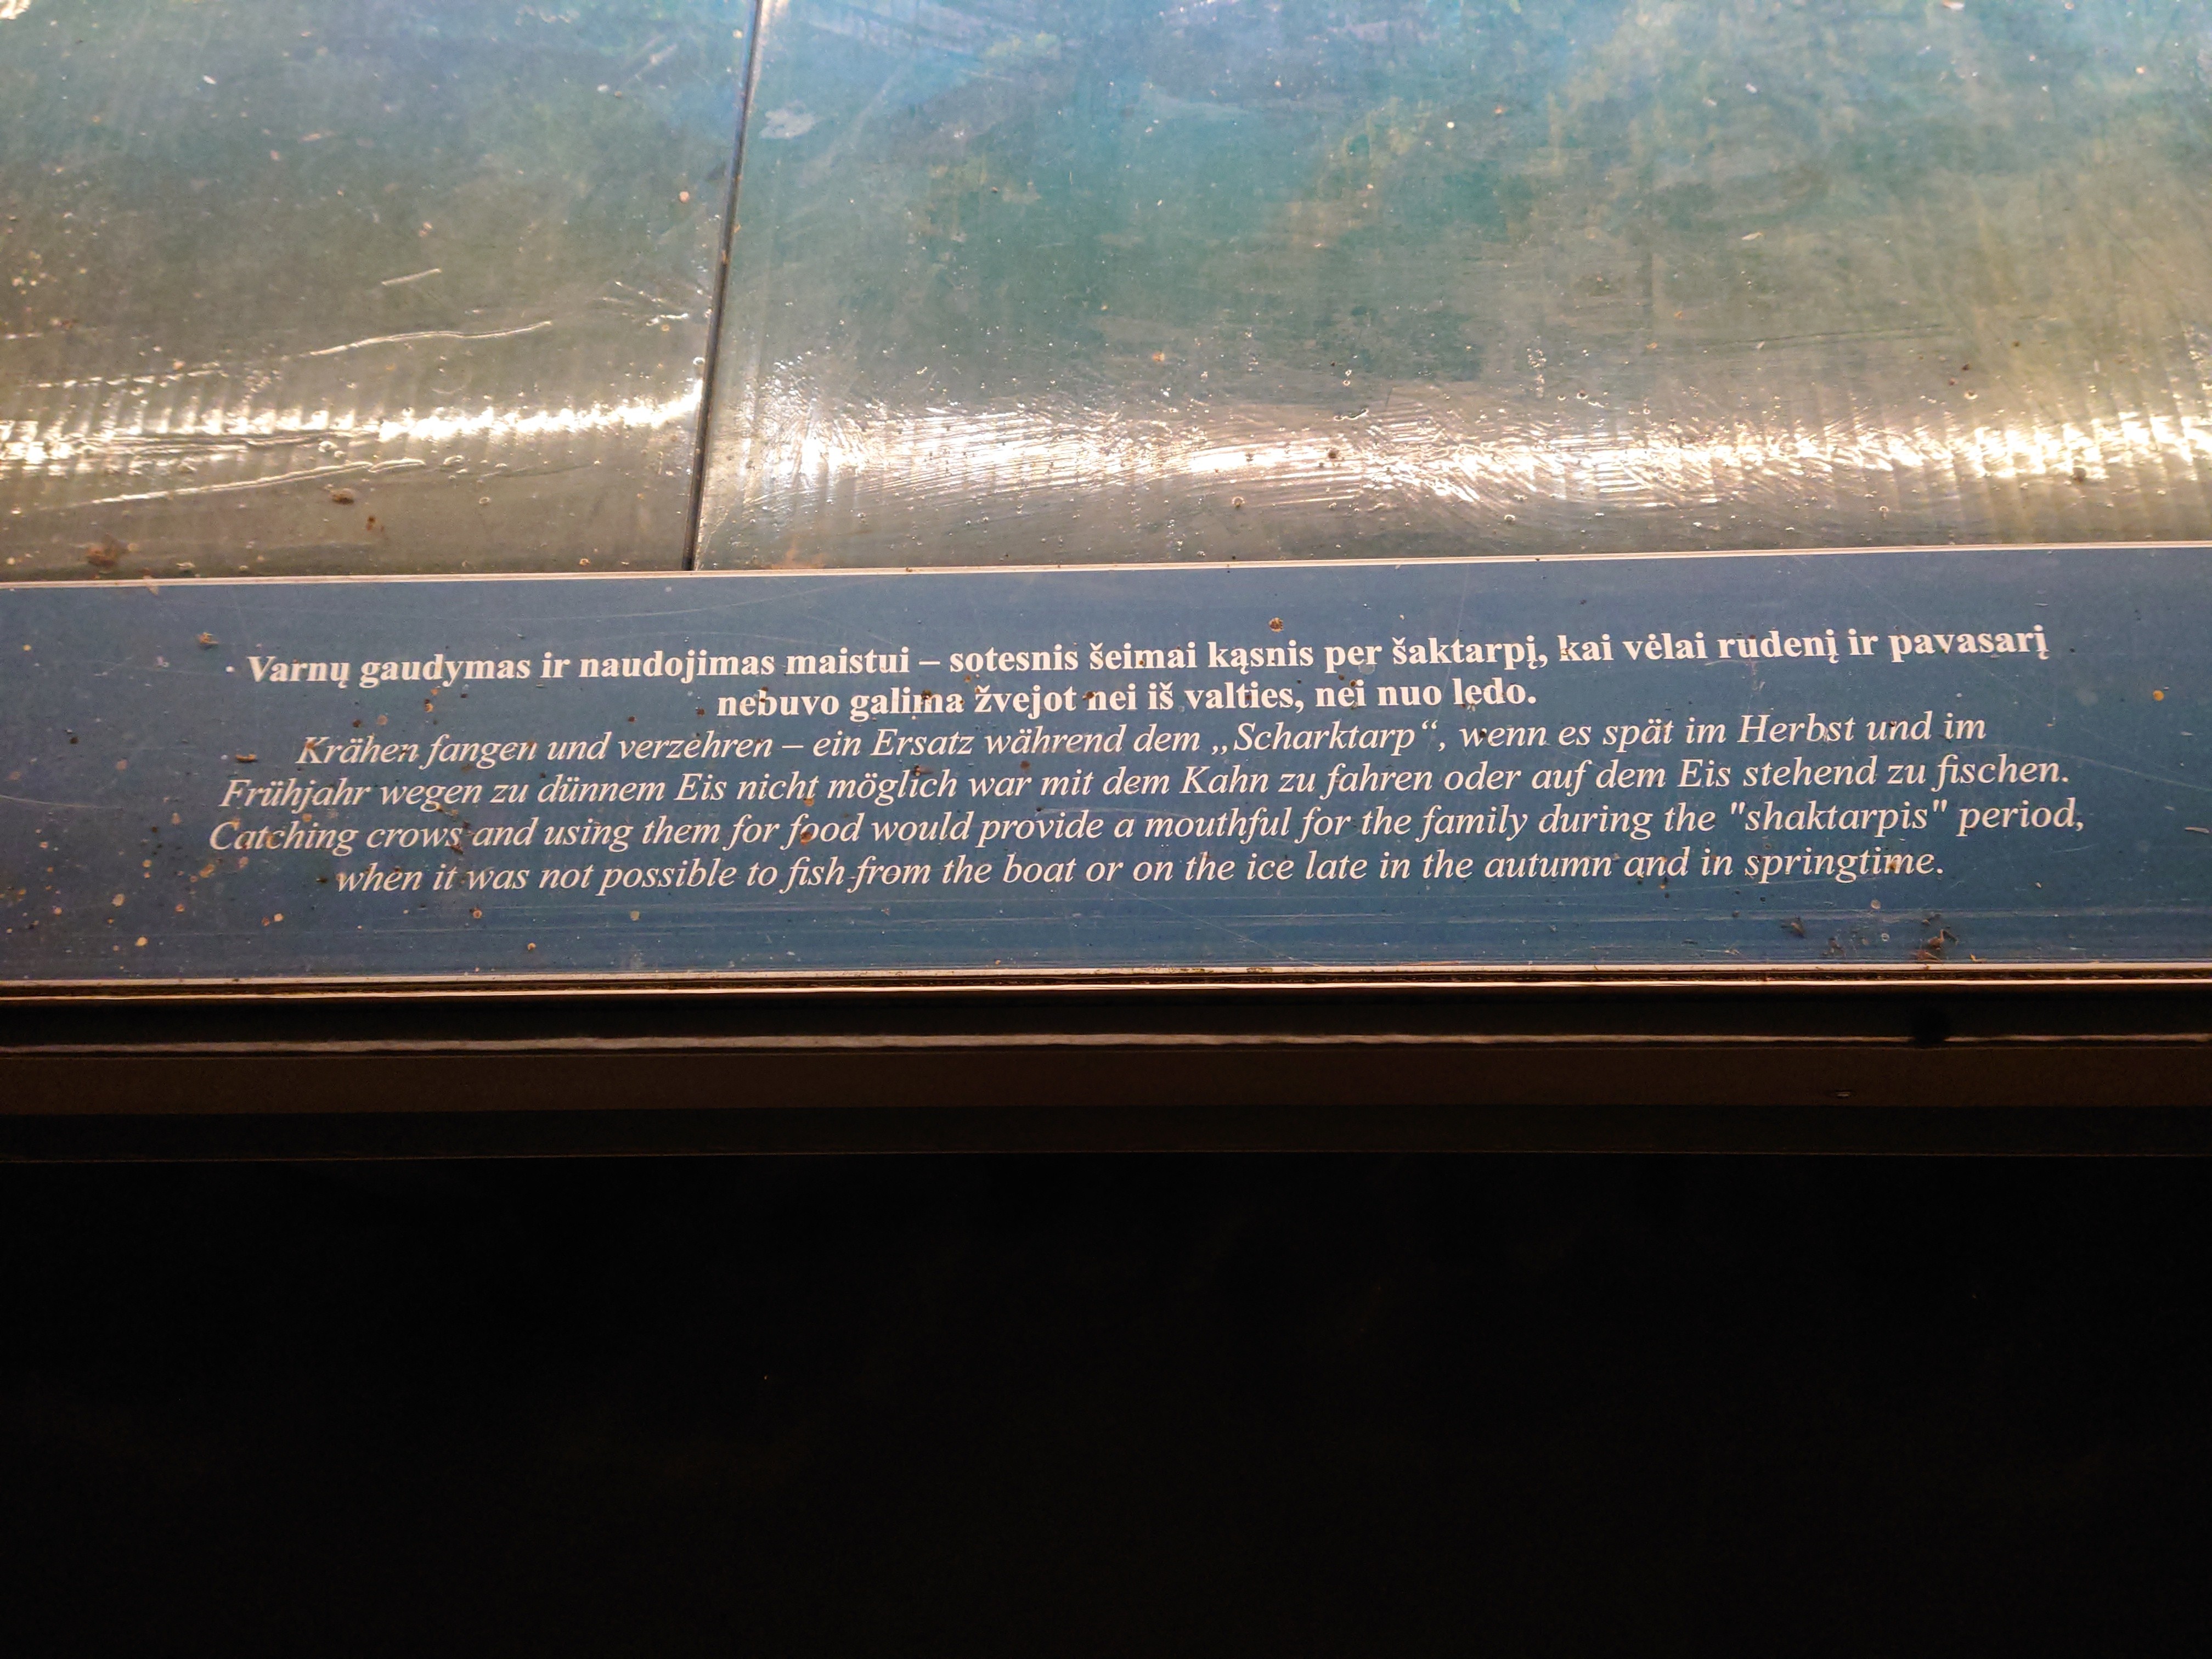 Varnų gaudymas ir naudojimas maistui – sotesnis šeimai kąsnis per šaktarpį, kai vėlai rudenį ir pavasarį
nebuvo galima žvejot nei iš valties, nei nuo ledo.
Krähen fangen und verzehren – ein Ersatz während dem „Scharktarp“, wenn es spät im Herbst und im
Frühjahr wegen zu dünnem Eis nicht möglich war mit dem Kahn zu fahren oder auf dem Eis stehend zu fischen.
Catching crows and using them for food would provide a mouthful for the family during the "shaktarpis" period,
when it was not possible to fish from the boat or on the ice late in the autumn and in springtime.